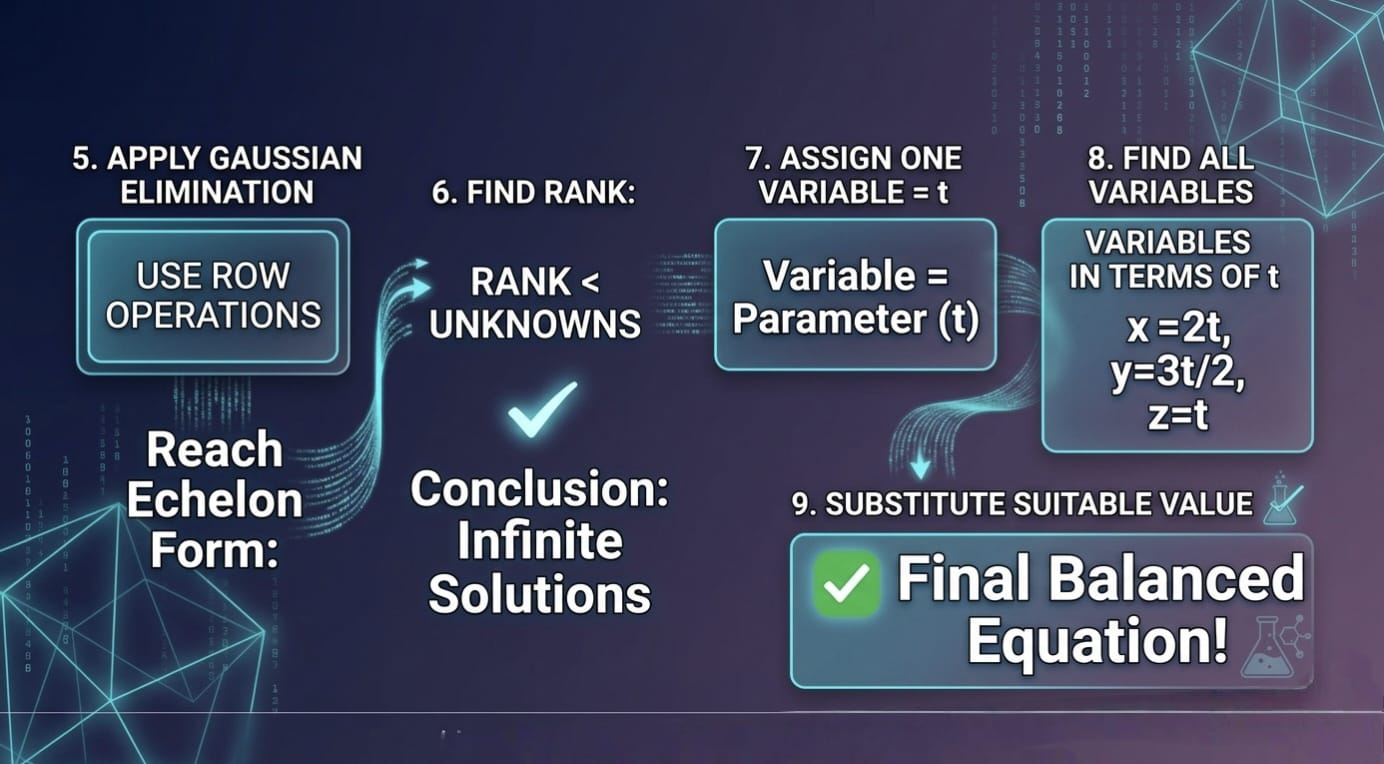 5. APPLY GAUSSIAN
ELIMINATION
USE ROW
OPERATIONS
Reach
Echelon
Form:
6. FIND RANK:
RANK <
UNKNOWNS
Conclusion:
Infinite
Solutions
7. ASSIGN ONE
VARIABLE = t
Variable =
Parameter (t)
8. FIND ALL
VARIABLES
VARIABLES
IN TERMS OF t
x =2t,
y=3t/2,
z=t
9. SUBSTITUTE SUITABLE VALUE
Final Balanced
Equation!